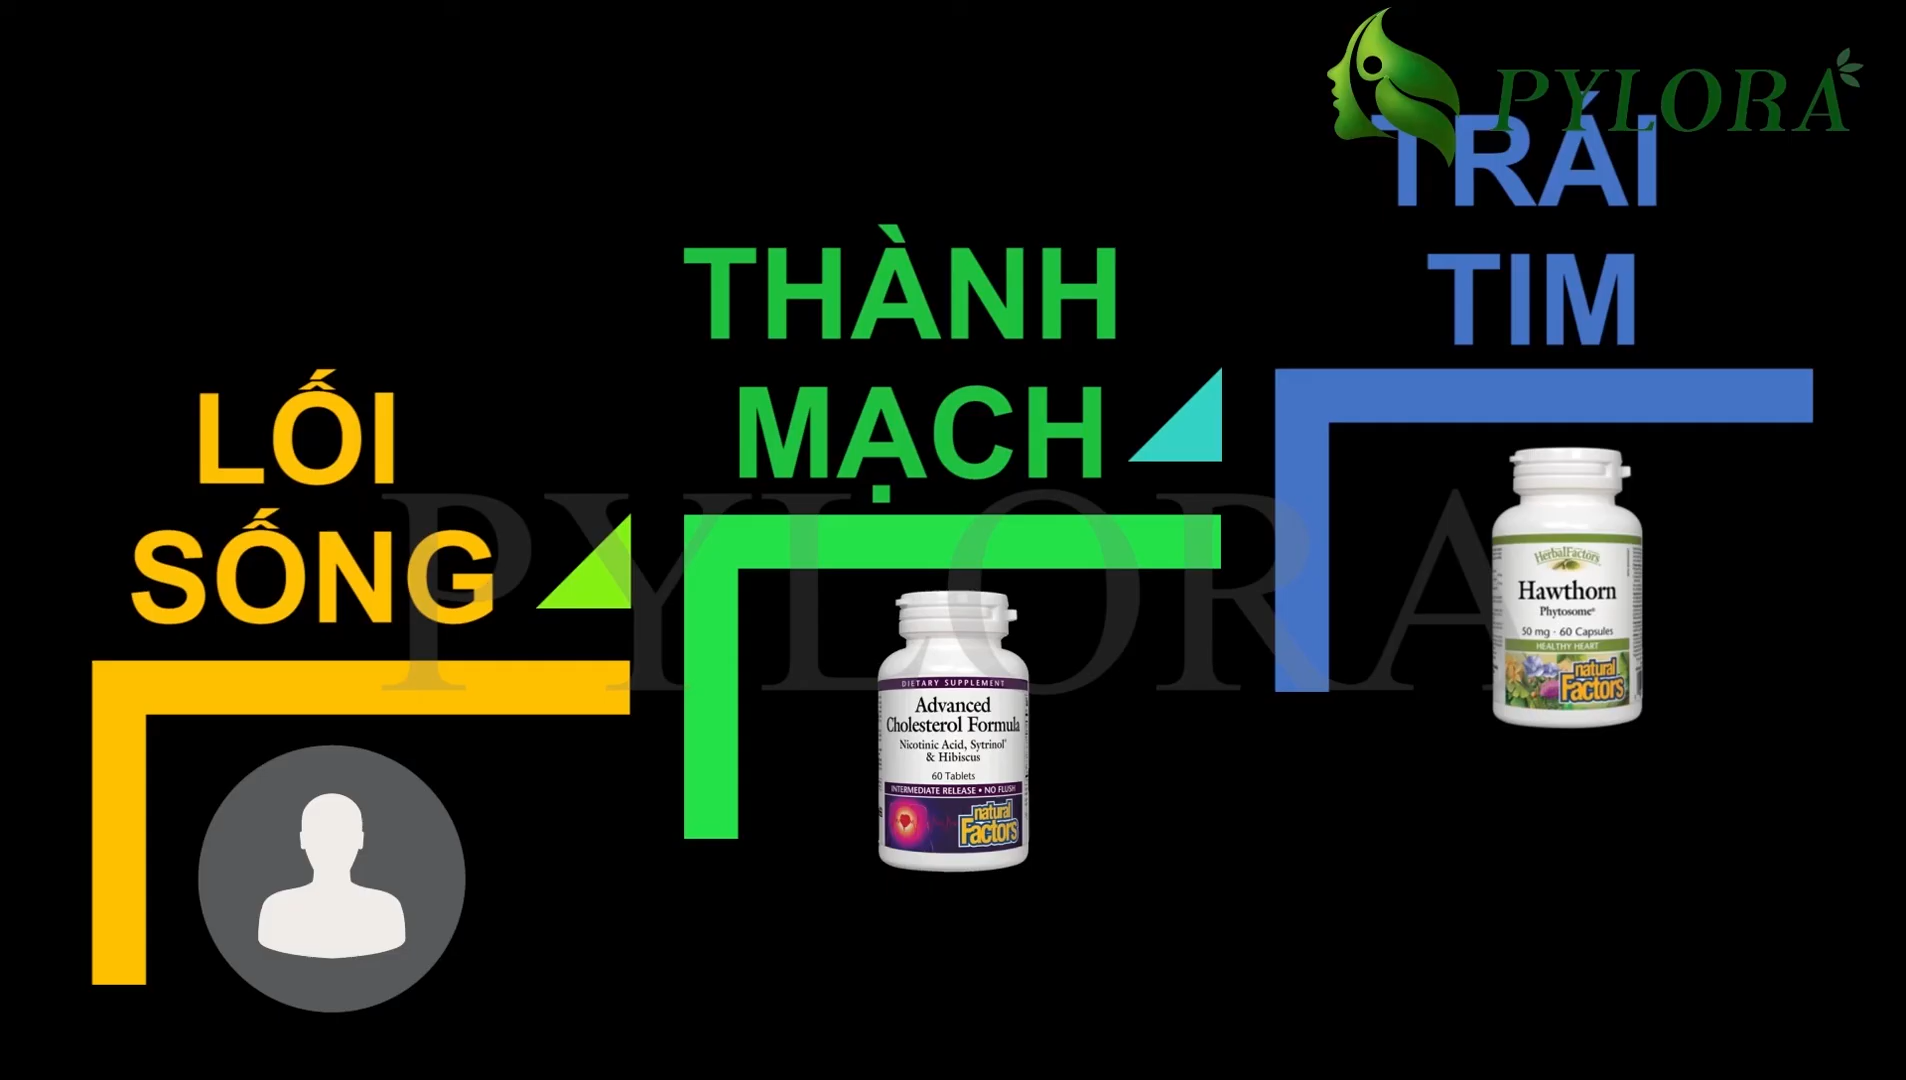 PYLORA
TRÁI
TIM
THÀNH
MẠCH
LỐI
SỐNG
PYLORA
HerbalFactors
Hawthorn
Phytosome®
50 mg · 60 Capsules
HEALTHY HEART
natural
Factors
DIETARY SUPPLEMENT
Advanced
Cholesterol Formula
Nicotinic Acid, Sytrinol®
& Hibiscus
60 Tablets
INTERMEDIATE RELEASE • NO FLUSH
natural
Factors